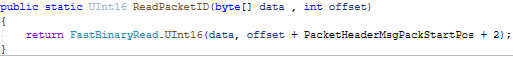 public static UInt16 ReadPacketID(byte[] data , int offset)
{
return FastBinaryRead.UInt16(data, offset + PacketHeaderMsgPackStartPos + 2);
}